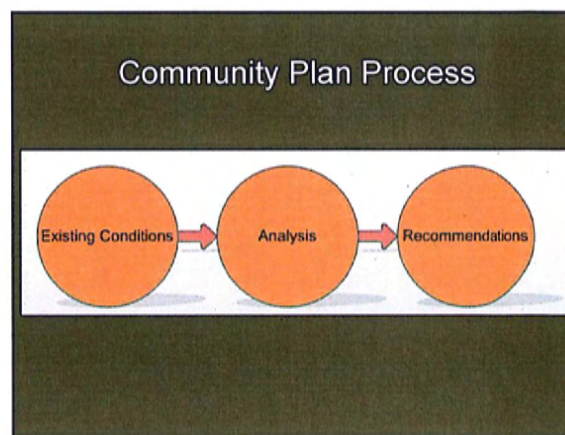 Community Plan Process
Existing Conditions
Analysis
Recommendations